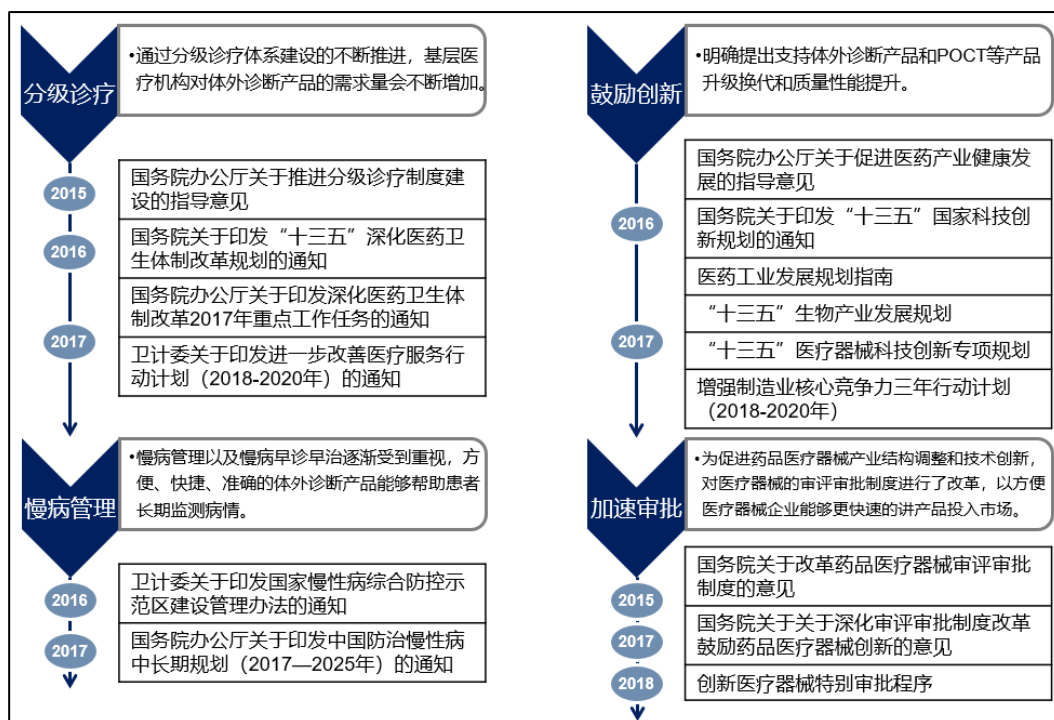 分级诊疗
•通过分级诊疗体系建设的不断推进，基层医
疗机构对体外诊断产品的需求量会不断增加。
2015
国务院办公厅关于推进分级诊疗制度建
设的指导意见
2016
国务院关于印发“十三五”深化医药卫
生体制改革规划的通知
2017
国务院办公厅关于印发深化医药卫生体
制改革2017年重点工作任务的通知
卫计委关于印发进一步改善医疗服务行
动计划（2018-2020年）的通知
慢病管理
•慢病管理以及慢病早诊早治逐渐受到重视，方
便、快捷、准确的体外诊断产品能够帮助患者
长期监测病情。
2016
卫计委关于印发国家慢性病综合防控示
范区建设管理办法的通知
2017
国务院办公厅关于印发中国防治慢性病
中长期规划（2017—2025年）的通知
鼓励创新
•明确提出支持体外诊断产品和POCT等产品
升级换代和质量性能提升。
2016
国务院办公厅关于促进医药产业健康发
展的指导意见
国务院关于印发“十三五”国家科技创
新规划的通知
医药工业发展规划指南
2017
“十三五”生物产业发展规划
“十三五”医疗器械科技创新专项规划
增强制造业核心竞争力三年行动计划
（2018-2020年）
加速审批
•为促进药品医疗器械产业结构调整和技术创新，
对医疗器械的审评审批制度进行了改革，以方便
医疗器械企业能够更快速的讲产品投入市场。
2015
国务院关于改革药品医疗器械审评审批
制度的意见
2017
国务院关于关于深化审评审批制度改革
鼓励药品医疗器械创新的意见
2018
创新医疗器械特别审批程序